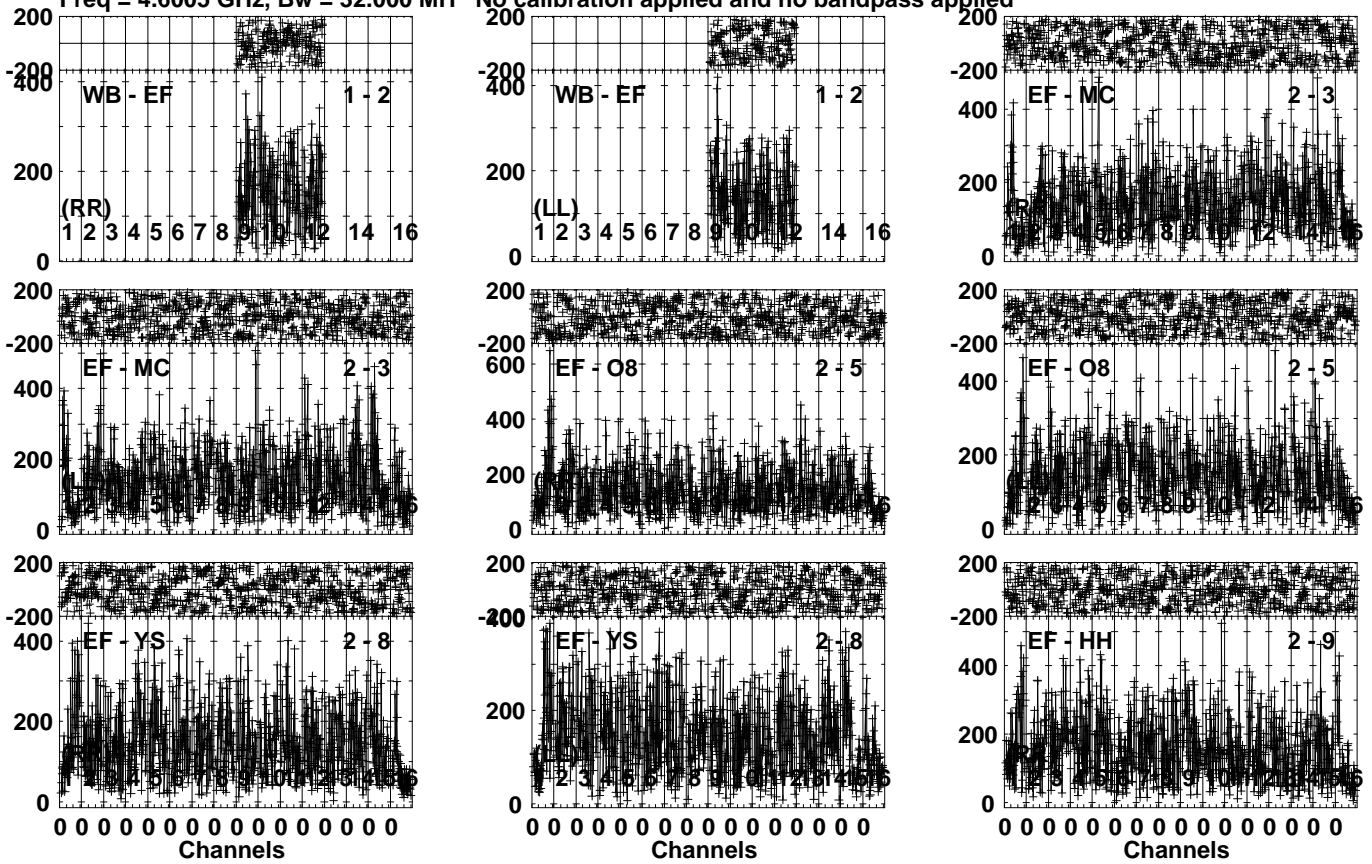 Freq = 4.6005 GHz, Bw = 32.000 MH No calibration applied and no bandpass applied
200 200 200
-200 -200 -200
400 WB - EF 1 - 2 400 WB - EF 1 - 2 400 EF - MC 2 - 3
200 200 200
(RR) (LL)
1 2 3 4 5 6 7 8 9 10 12 14 16 1 2 3 4 5 6 7 8 9 10 12 14 16
0 0 0
200 200 200
-200 -200 -200
EF - MC 2 - 3 600 EF - O8 2 - 5 EF - O8 2 - 5
400 400 400
200 200 200
0 0 0
200 200 200
-200 -200 -200
400 EF - YS 2 - 8 400 EF - YS 2 - 8 400 EF - HH 2 - 9
200 200 200
0 0 0
0 0 0 0 0 0 0 0 0 0 0 0 0 0 0 0 0 0 0 0 0 0 0 0 0 0 0 0 0 0 0 0 0 0 0 0 0 0 0 0 0 0 0 0 0 0 0 0
Channels Channels Channels